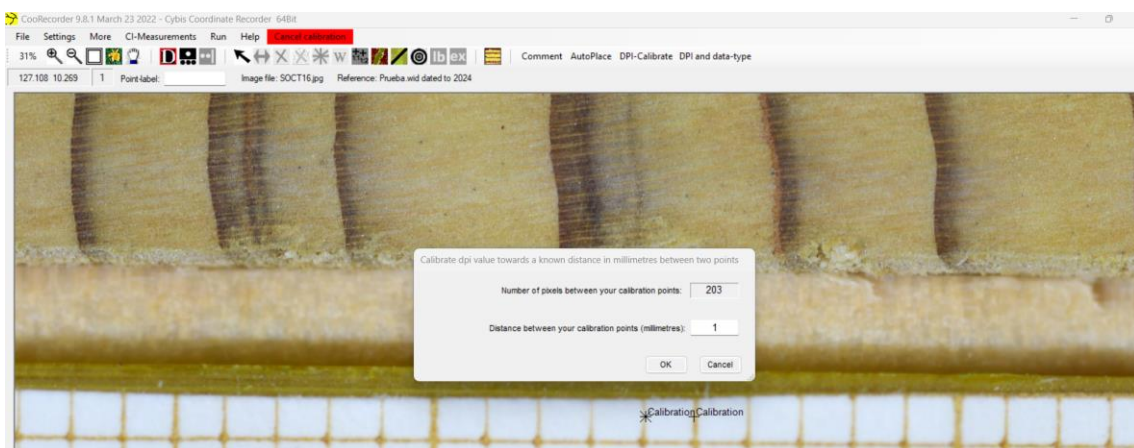 CooRecorder 9.8.1 March 23 2022 - Cybis Coordinate Recorder 64Bit
File Settings More CI-Measurements Run Help Cancel calibration
31% D W lb ex Comment AutoPlace DPI-Calibrate DPI and data-type
127.108 10.269 1 Point-label: Image file: SOCT16.jpg Reference: Prueba.wid dated to 2024
Calibrate dpi value towards a known distance in millimetres between two points
Number of pixels between your calibration points: 203
Distance between your calibration points (millimetres): 1
OK Cancel
Calibration Calibration